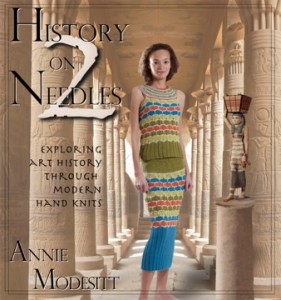 HISTORY
ON 2
NEEDLES
EXPLORING
ART HISTORY
THROUGH
MODERN
HAND KNITS
ANNIE
MODESITT